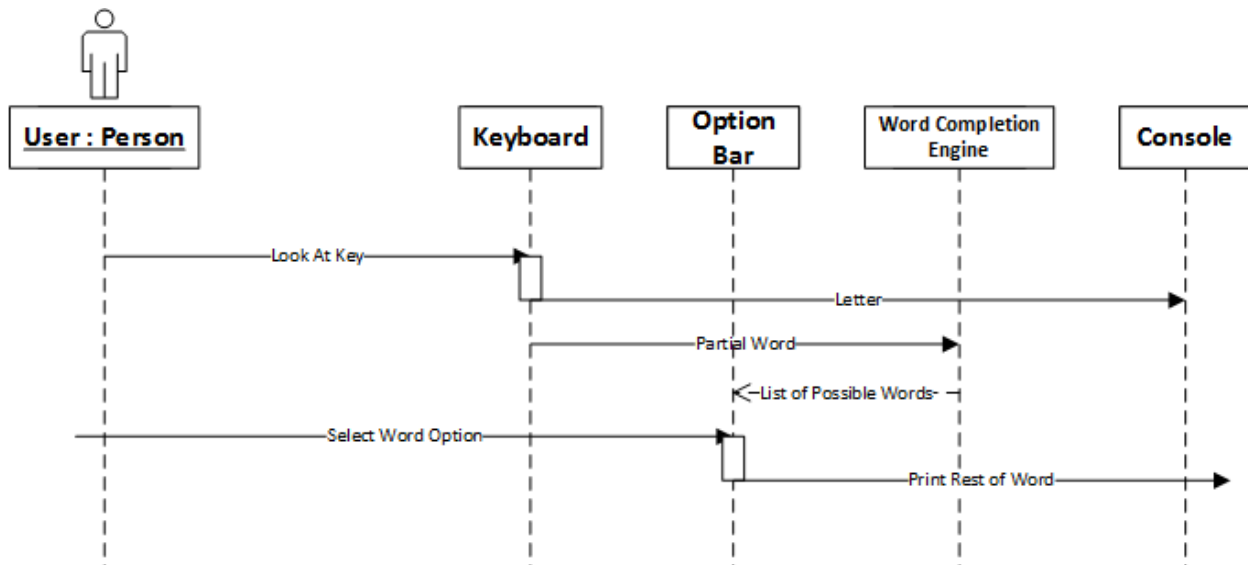 User : Person
Keyboard
Option
Bar
Word Completion
Engine
Console
Look At Key
Letter
Partial Word
List of Possible Words
Select Word Option
Print Rest of Word